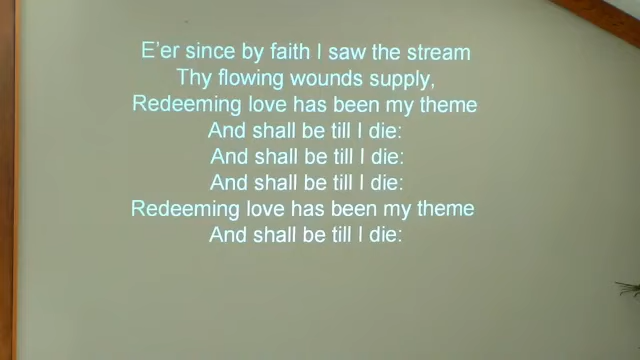 E'er since by faith I saw the stream
Thy flowing wounds supply,
Redeeming love has been my theme
And shall be till I die:
And shall be till I die:
And shall be till I die:
Redeeming love has been my theme
And shall be till I die: